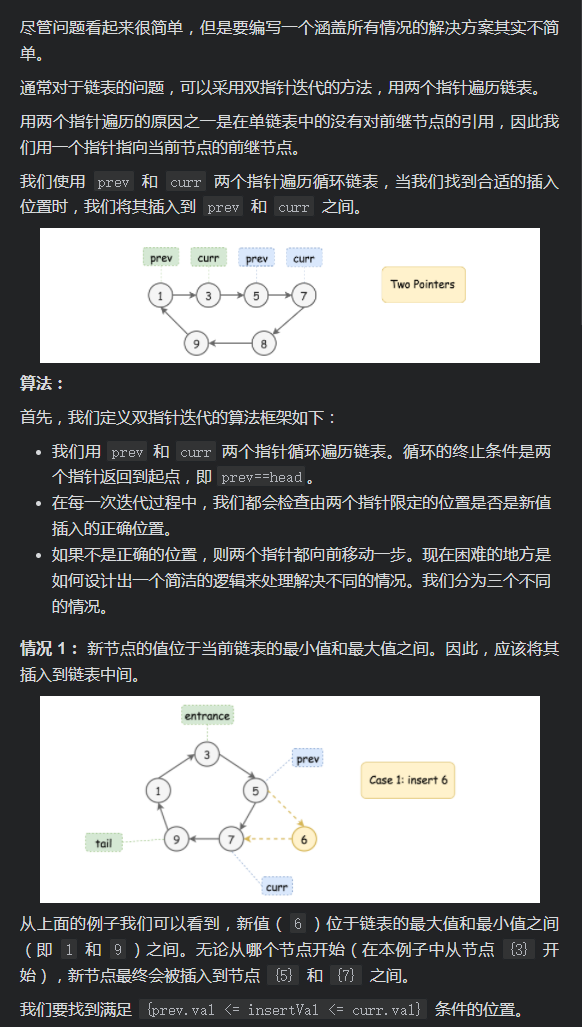 尽管问题看起来很简单，但是要编写一个涵盖所有情况的解决方案其实不简
单。
通常对于链表的问题，可以采用双指针迭代的方法，用两个指针遍历链表。
用两个指针遍历的原因之一是在单链表中的没有对前继节点的引用，因此我
们用一个指针指向当前节点的前继节点。
我们使用 prev 和 curr 两个指针遍历循环链表，当我们找到合适的插入
位置时，我们将其插入到 prev 和 curr 之间。
prev curr prev curr
1 3 5 7
Two Pointers
9 8
算法：
首先，我们定义双指针迭代的算法框架如下：
• 我们用 prev 和 curr 两个指针循环遍历链表。循环的终止条件是两
个指针返回到起点，即 prev==head 。
• 在每一次迭代过程中，我们都会检查由两个指针限定的位置是否是新值
插入的正确位置。
• 如果不是正确的位置，则两个指针都向前移动一步。现在困难的地方是
如何设计出一个简洁的逻辑来处理解决不同的情况。我们分为三个不同
的情况。
情况 1： 新节点的值位于当前链表的最小值和最大值之间。因此，应该将其
插入到链表中间。
entrance
3
prev
Case 1: insert 6
1 5
tail 9 7 6
curr
从上面的例子我们可以看到，新值（ 6 ）位于链表的最大值和最小值之间
（即 1 和 9 ）之间。无论从哪个节点开始（在本例子中从节点 {3} 开
始），新节点最终会被插入到节点 {5} 和 {7} 之间。
我们要找到满足 {prev.val <= insertVal <= curr.val} 条件的位置。